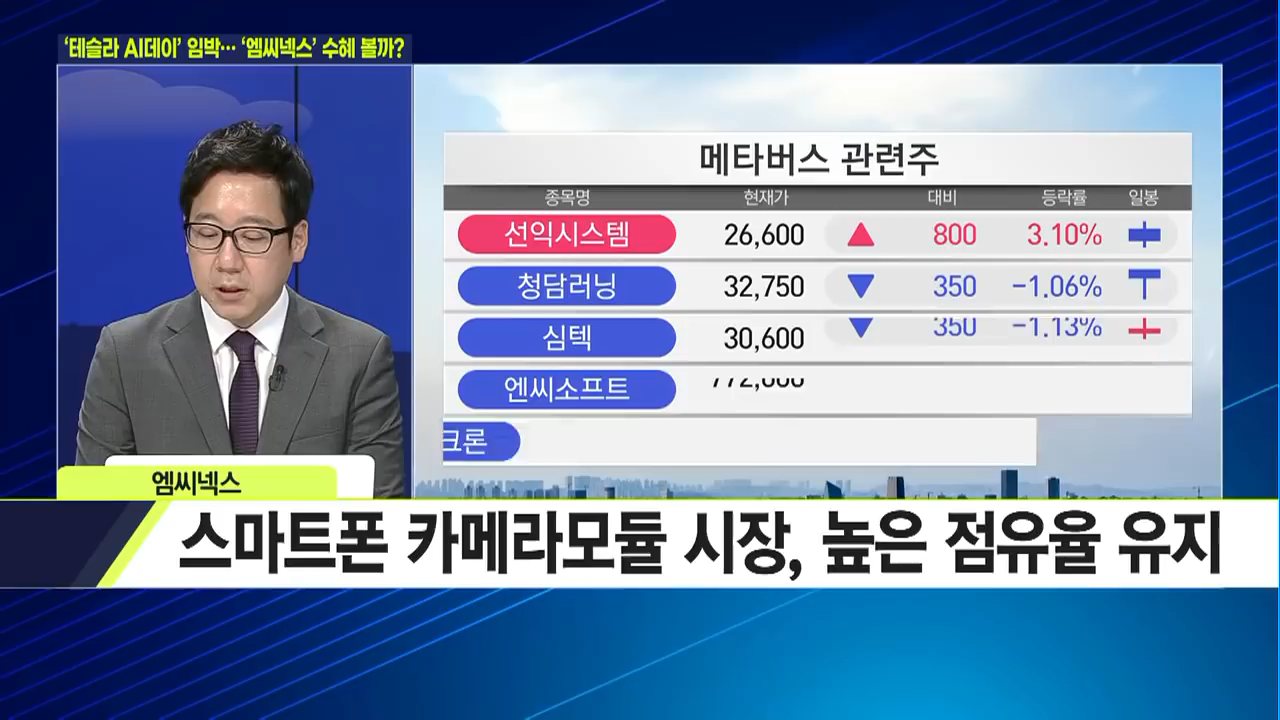 ‘테슬라 AI데이’ 임박… ‘엠씨넥스’ 수혜 볼까?
메타버스 관련주
종목명 현재가 대비 등락률 일봉
선익시스템 26,600 ▲ 800 3.10%
청담러닝 32,750 ▼ 350 -1.06%
심텍 30,600 ▼ 350 -1.13%
엔씨소프트
크론
엠씨넥스
스마트폰 카메라모듈 시장, 높은 점유율 유지